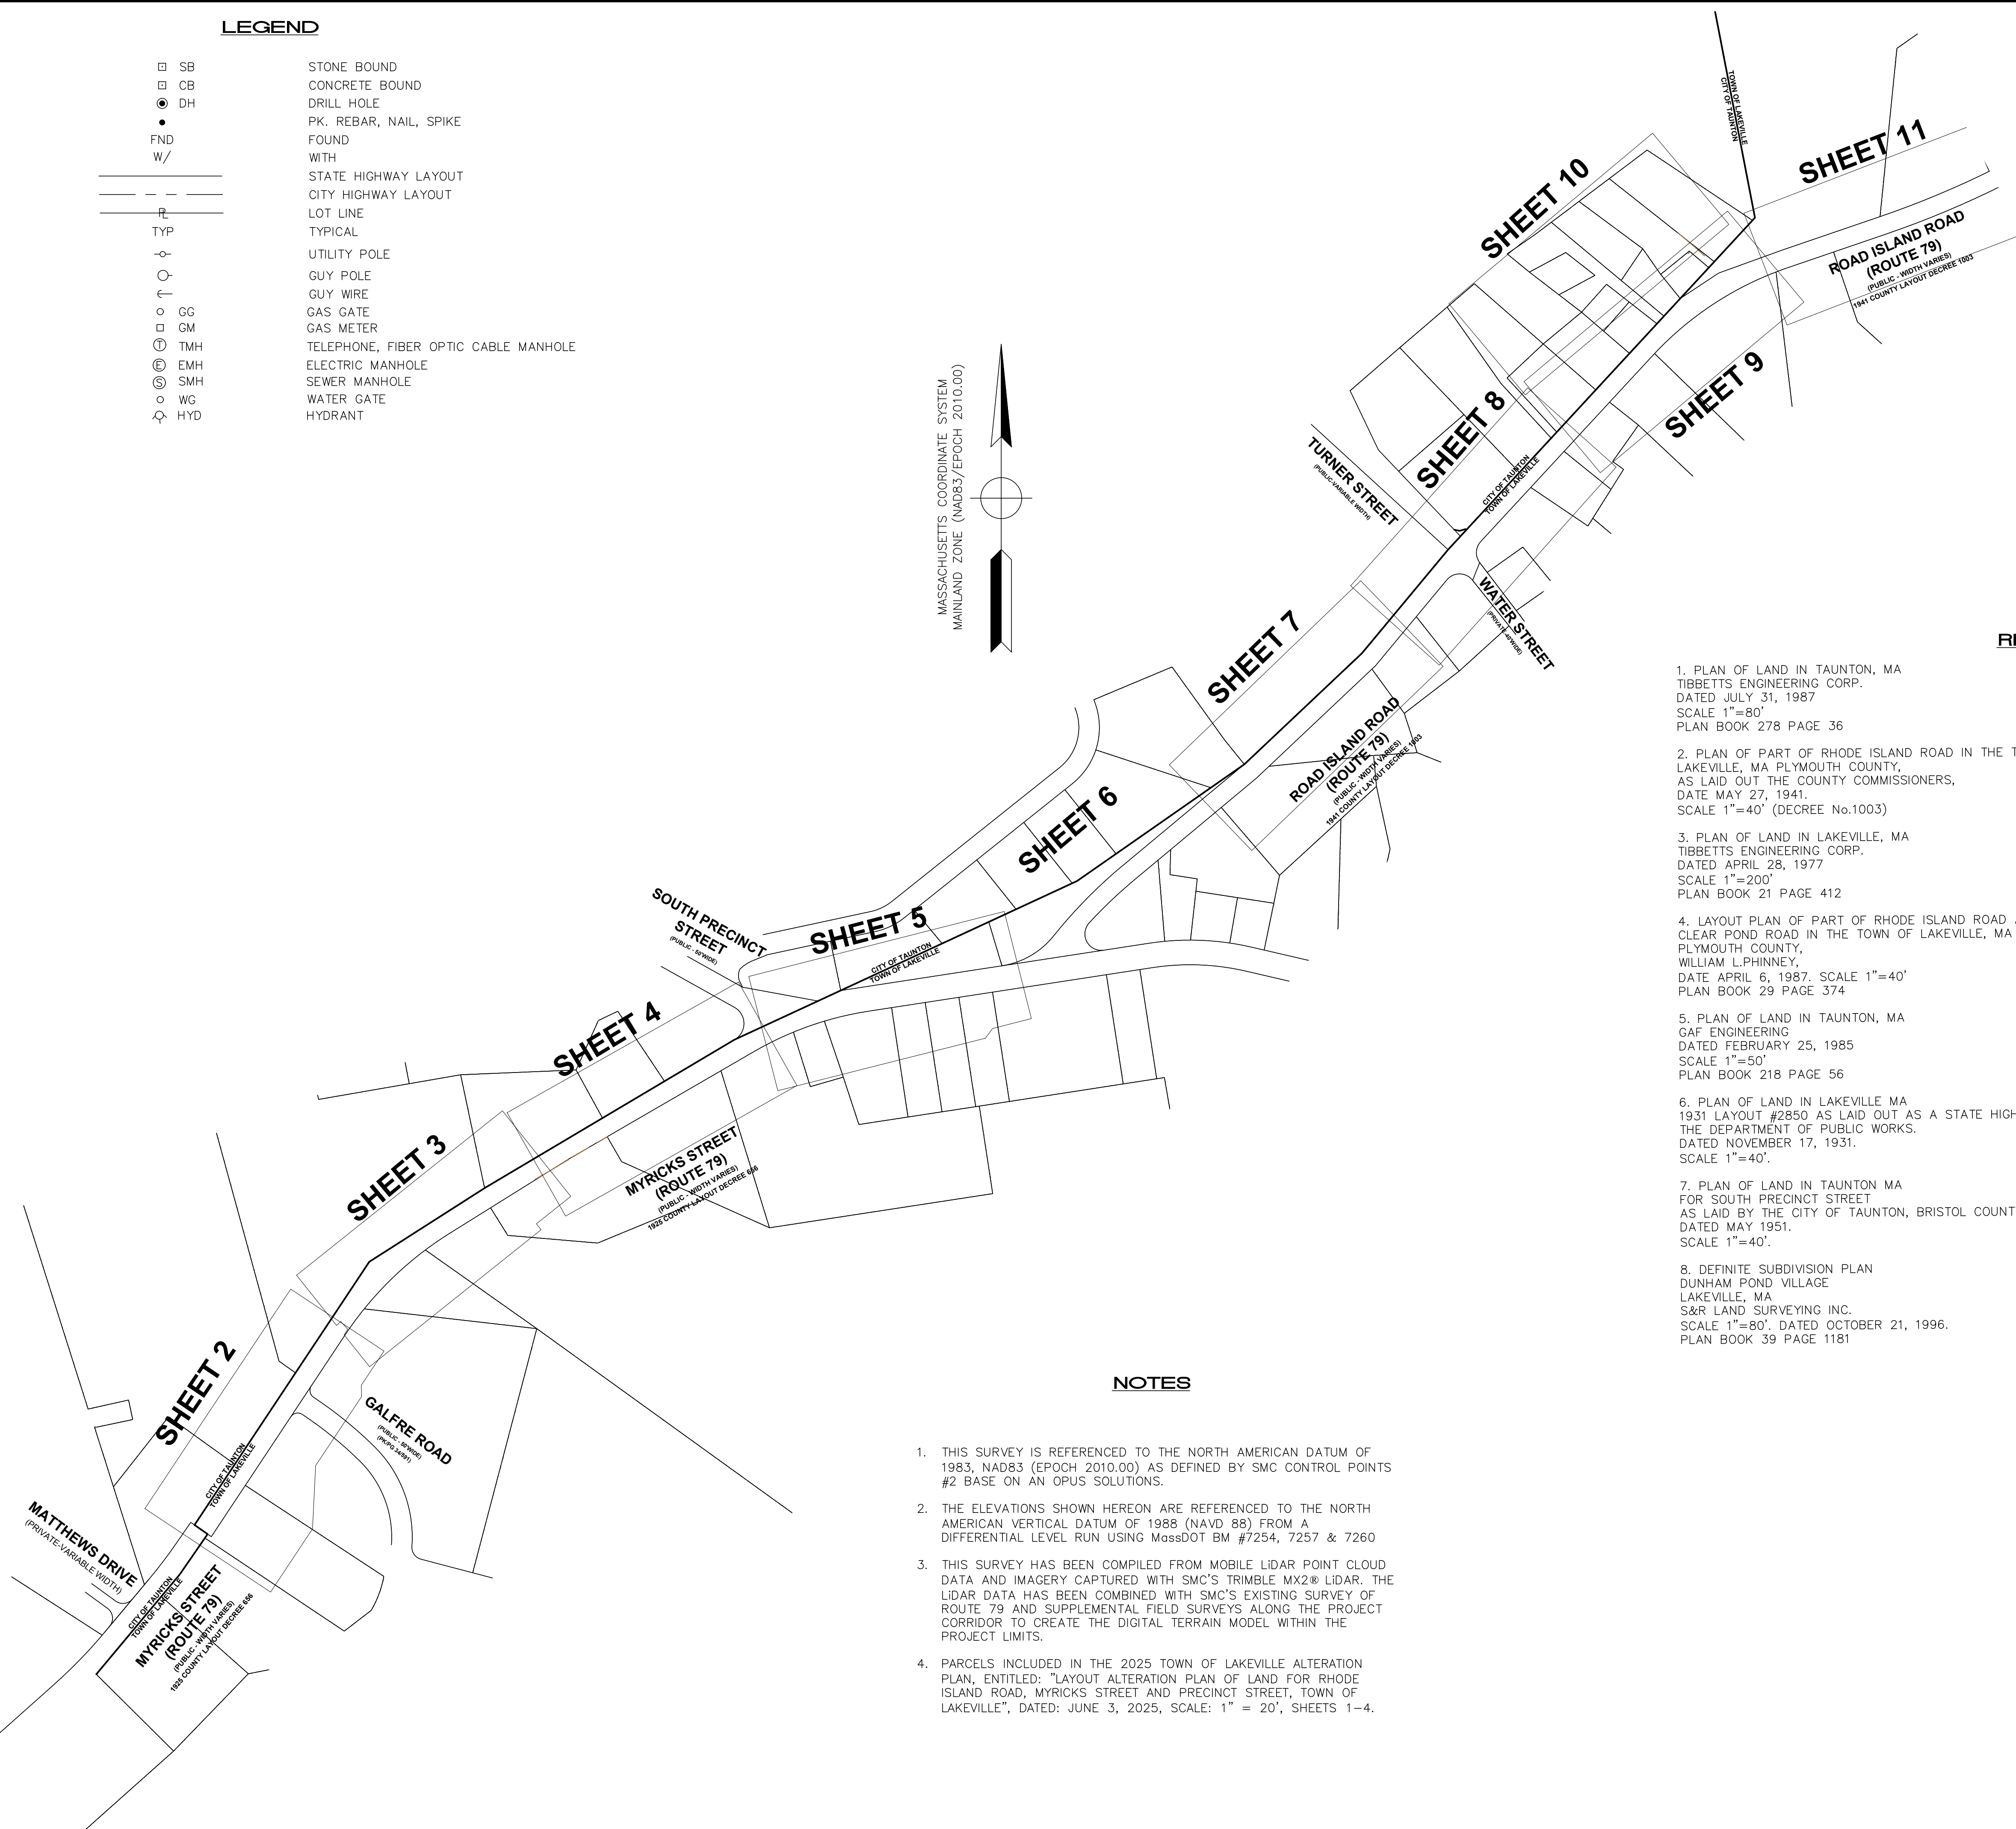 LEGEND
SB STONE BOUND
CB CONCRETE BOUND
DH DRILL HOLE
PK. REBAR, NAIL, SPIKE
FND FOUND
W/ WITH
STATE HIGHWAY LAYOUT
CITY HIGHWAY LAYOUT
PL LOT LINE
TYP TYPICAL
UTILITY POLE
GUY POLE
GUY WIRE
GG GAS GATE
GM GAS METER
T TMH TELEPHONE, FIBER OPTIC CABLE MANHOLE
E EMH ELECTRIC MANHOLE
S SMH SEWER MANHOLE
WG WATER GATE
HYD HYDRANT
MASSACHUSETTS COORDINATE SYSTEM
MAINLAND ZONE (NAD83/EPOCH 2010.00)
TOWN OF LAKEVILLE
CITY OF TAUNTON
SHEET 11
ROAD ISLAND ROAD
(ROUTE 79)
(PUBLIC - WIDTH VARIES)
1941 COUNTY LAYOUT DECREE 1003
SHEET 10
SHEET 9
SHEET 8
CITY OF TAUNTON
TOWN OF LAKEVILLE
TURNER STREET
(PUBLIC-VARIABLE WIDTH)
WATER STREET
(PRIVATE-40'WIDE)
SHEET 7
ROAD ISLAND ROAD
(ROUTE 79)
(PUBLIC - WIDTH VARIES)
1941 COUNTY LAYOUT DECREE 1003
SHEET 6
SHEET 5
CITY OF TAUNTON
TOWN OF LAKEVILLE
SOUTH PRECINCT
STREET
(PUBLIC - 50'WIDE)
SHEET 4
MYRICKS STREET
(ROUTE 79)
(PUBLIC - WIDTH VARIES)
1925 COUNTY LAYOUT DECREE 656
SHEET 3
SHEET 2
CITY OF TAUNTON
TOWN OF LAKEVILLE
GALFRE ROAD
(PUBLIC - 50'WIDE)
(PK/PG 24/591)
MATTHEWS DRIVE
(PRIVATE-VARIABLE WIDTH)
CITY OF TAUNTON
TOWN OF LAKEVILLE
MYRICKS STREET
(ROUTE 79)
(PUBLIC - WIDTH VARIES)
1925 COUNTY LAYOUT DECREE 656
1. PLAN OF LAND IN TAUNTON, MA
TIBBETTS ENGINEERING CORP.
DATED JULY 31, 1987
SCALE 1"=80'
PLAN BOOK 278 PAGE 36
2. PLAN OF PART OF RHODE ISLAND ROAD IN THE T
LAKEVILLE, MA PLYMOUTH COUNTY,
AS LAID OUT THE COUNTY COMMISSIONERS,
DATE MAY 27, 1941.
SCALE 1"=40' (DECREE No.1003)
3. PLAN OF LAND IN LAKEVILLE, MA
TIBBETTS ENGINEERING CORP.
DATED APRIL 28, 1977
SCALE 1"=200'
PLAN BOOK 21 PAGE 412
4. LAYOUT PLAN OF PART OF RHODE ISLAND ROAD
CLEAR POND ROAD IN THE TOWN OF LAKEVILLE, MA
PLYMOUTH COUNTY,
WILLIAM L.PHINNEY,
DATE APRIL 6, 1987. SCALE 1"=40'
PLAN BOOK 29 PAGE 374
5. PLAN OF LAND IN TAUNTON, MA
GAF ENGINEERING
DATED FEBRUARY 25, 1985
SCALE 1"=50'
PLAN BOOK 218 PAGE 56
6. PLAN OF LAND IN LAKEVILLE MA
1931 LAYOUT #2850 AS LAID OUT AS A STATE HIGH
THE DEPARTMENT OF PUBLIC WORKS.
DATED NOVEMBER 17, 1931.
SCALE 1"=40'.
7. PLAN OF LAND IN TAUNTON MA
FOR SOUTH PRECINCT STREET
AS LAID BY THE CITY OF TAUNTON, BRISTOL COUNT
DATED MAY 1951.
SCALE 1"=40'.
8. DEFINITE SUBDIVISION PLAN
DUNHAM POND VILLAGE
LAKEVILLE, MA
S&R LAND SURVEYING INC.
SCALE 1"=80'. DATED OCTOBER 21, 1996.
PLAN BOOK 39 PAGE 1181
NOTES
1. THIS SURVEY IS REFERENCED TO THE NORTH AMERICAN DATUM OF
1983, NAD83 (EPOCH 2010.00) AS DEFINED BY SMC CONTROL POINTS
#2 BASE ON AN OPUS SOLUTIONS.
2. THE ELEVATIONS SHOWN HEREON ARE REFERENCED TO THE NORTH
AMERICAN VERTICAL DATUM OF 1988 (NAVD 88) FROM A
DIFFERENTIAL LEVEL RUN USING MassDOT BM #7254, 7257 & 7260
3. THIS SURVEY HAS BEEN COMPILED FROM MOBILE LiDAR POINT CLOUD
DATA AND IMAGERY CAPTURED WITH SMC'S TRIMBLE MX2® LiDAR. THE
LiDAR DATA HAS BEEN COMBINED WITH SMC'S EXISTING SURVEY OF
ROUTE 79 AND SUPPLEMENTAL FIELD SURVEYS ALONG THE PROJECT
CORRIDOR TO CREATE THE DIGITAL TERRAIN MODEL WITHIN THE
PROJECT LIMITS.
4. PARCELS INCLUDED IN THE 2025 TOWN OF LAKEVILLE ALTERATION
PLAN, ENTITLED: "LAYOUT ALTERATION PLAN OF LAND FOR RHODE
ISLAND ROAD, MYRICKS STREET AND PRECINCT STREET, TOWN OF
LAKEVILLE", DATED: JUNE 3, 2025, SCALE: 1" = 20', SHEETS 1-4.